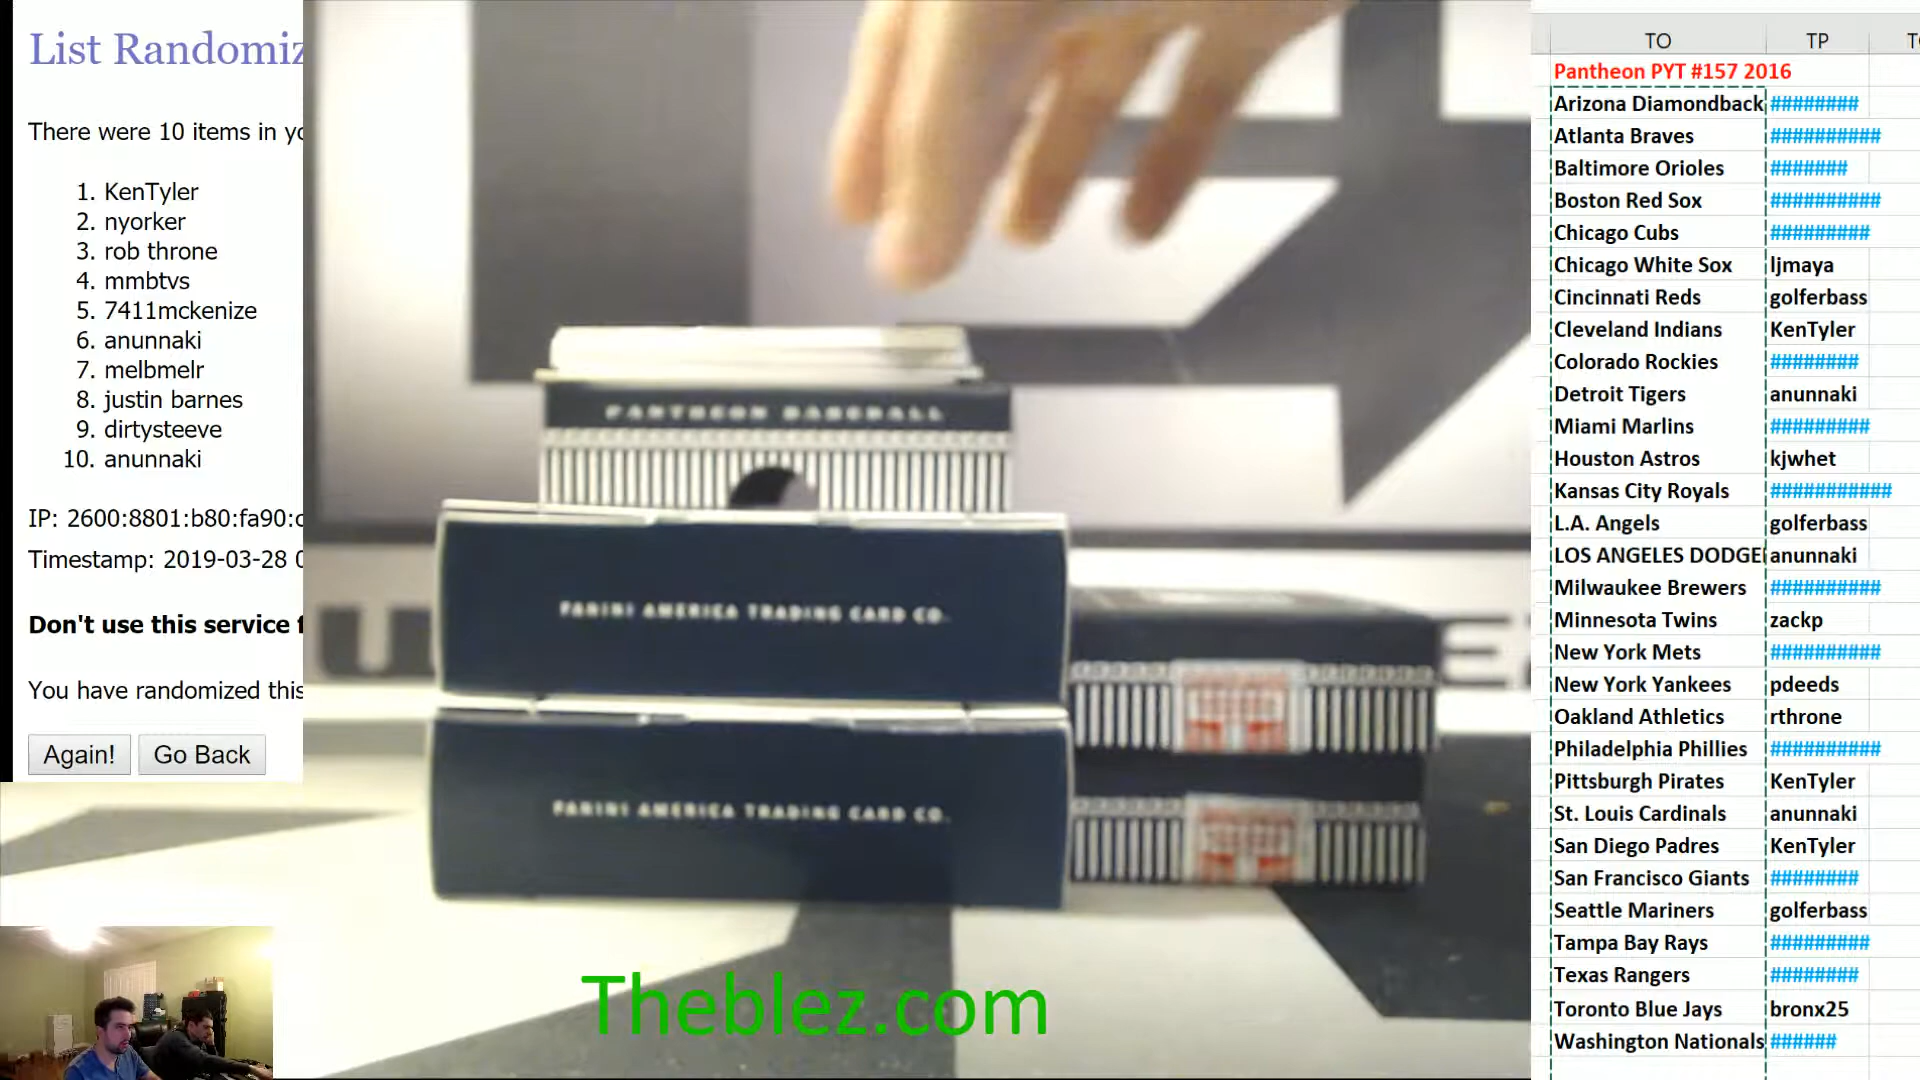 List Randomiz
There were 10 items in yo
1. KenTyler
2. nyorker
3. rob throne
4. mmbtvs
5. 7411mckenize
6. anunnaki
7. melbmelr
8. justin barnes
9. dirtysteeve
10. anunnaki
IP: 2600:8801:b80:fa90:c
Timestamp: 2019-03-28 0
Don't use this service f
You have randomized this
Again! Go Back
PANTHEON BASEBALL
PANINI AMERICA TRADING CARD CO.
PANINI AMERICA TRADING CARD CO.
Theblez.com
TO TP
Pantheon PYT #157 2016
Arizona Diamondback ########
Atlanta Braves ##########
Baltimore Orioles #######
Boston Red Sox ##########
Chicago Cubs #########
Chicago White Sox ljmaya
Cincinnati Reds golferbass
Cleveland Indians KenTyler
Colorado Rockies ########
Detroit Tigers anunnaki
Miami Marlins #########
Houston Astros kjwhet
Kansas City Royals ###########
L.A. Angels golferbass
LOS ANGELES DODGE anunnaki
Milwaukee Brewers ##########
Minnesota Twins zackp
New York Mets ##########
New York Yankees pdeeds
Oakland Athletics rthrone
Philadelphia Phillies ##########
Pittsburgh Pirates KenTyler
St. Louis Cardinals anunnaki
San Diego Padres KenTyler
San Francisco Giants ########
Seattle Mariners golferbass
Tampa Bay Rays #########
Texas Rangers ########
Toronto Blue Jays bronx25
Washington Nationals ######